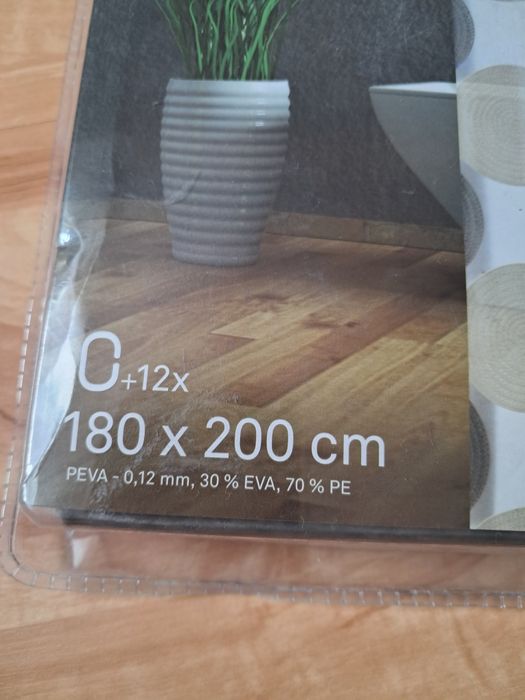 +12x
180 x 200 cm
PEVA - 0,12 mm, 30 % EVA, 70 % PE